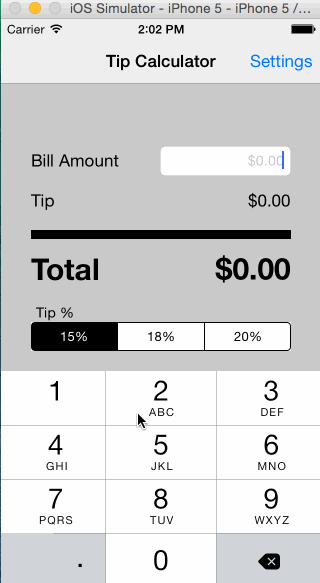 iOS Simulator - iPhone 5 - iPhone 5 /...
Carrier 2:02 PM
Tip Calculator Settings
Bill Amount $0.00
Tip $0.00
Total $0.00
Tip %
15% 18% 20%
1 2 3
ABC DEF
4 5 6
GHI JKL MNO
7 8 9
PQRS TUV WXYZ
. 0